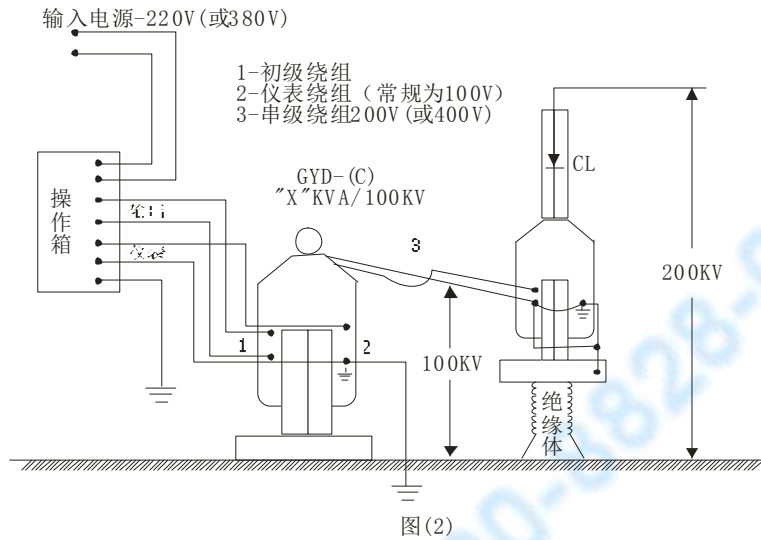 输入电源-220V(或380V)
1-初级绕组
2-仪表绕组（常规为100V）
3-串级绕组200V(或400V)
GYD-(C)
"X"KVA/100KV
CL
操作箱
3
200KV
1
2
100KV
绝缘体
图(2)